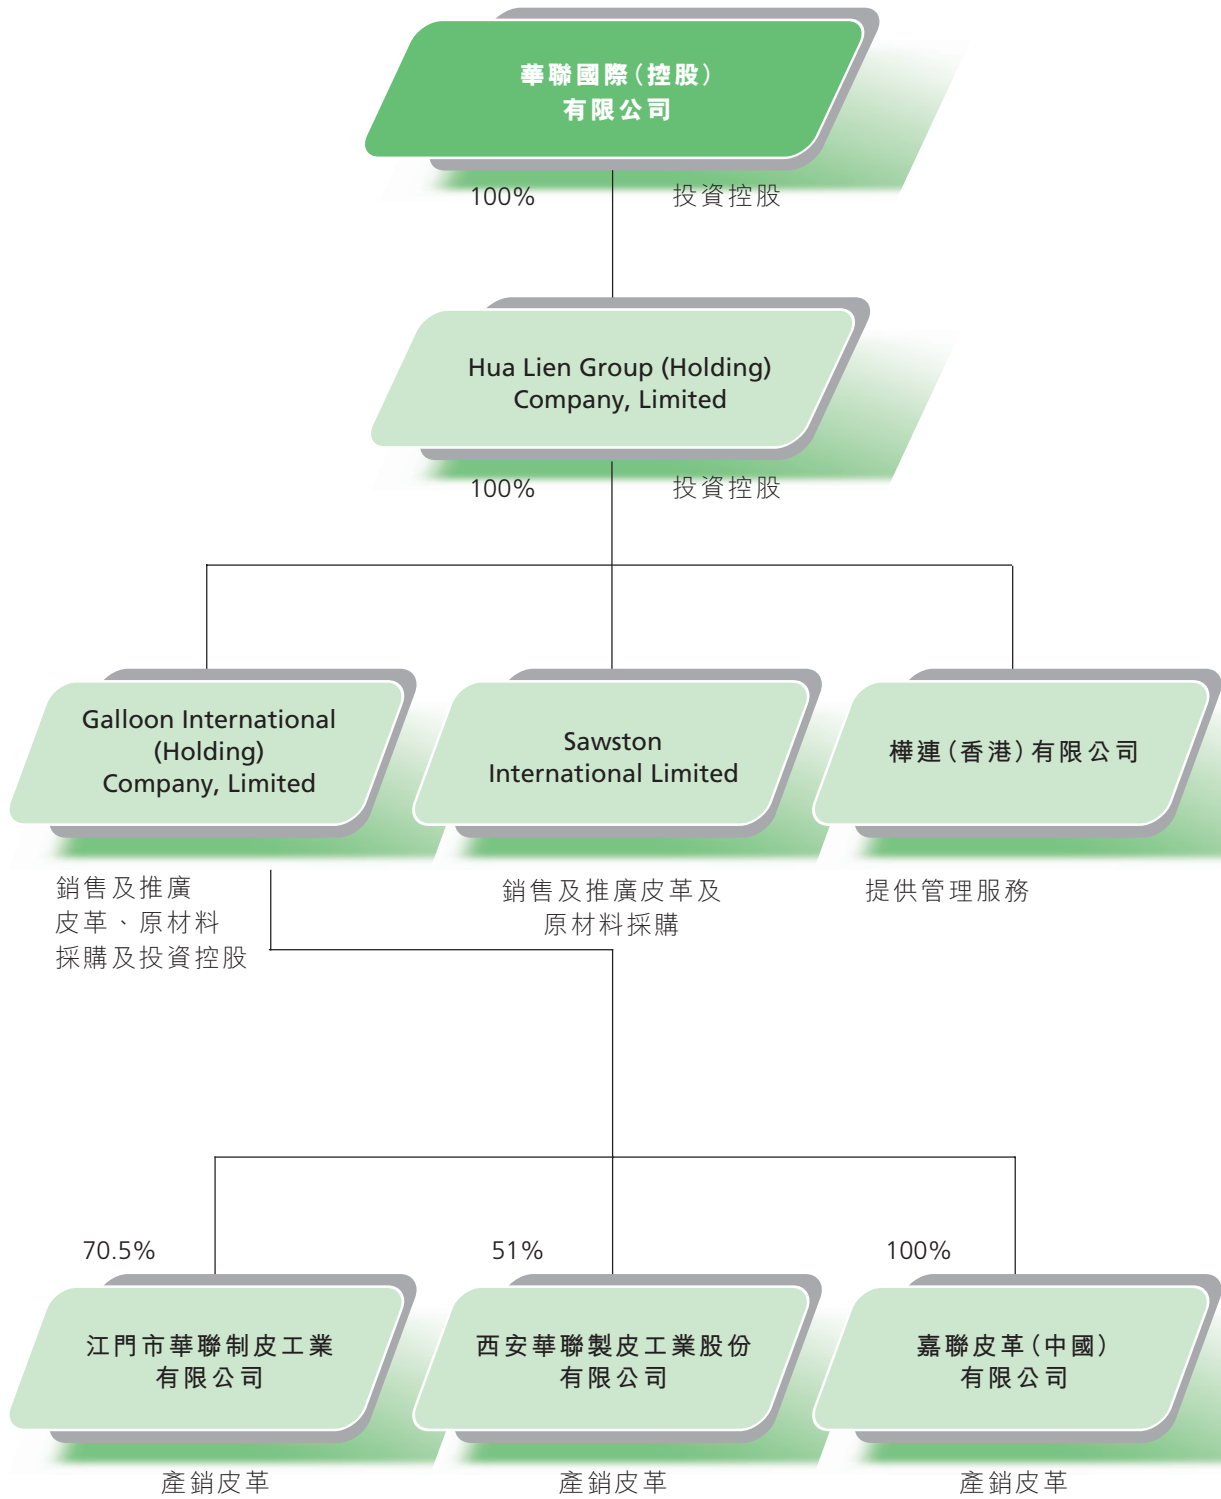 華聯國際（控股）
有限公司
100%
投資控股
Hua Lien Group (Holding)
Company, Limited
100%
投資控股
Galloon International
(Holding)
Company, Limited
Sawston
International Limited
樺連（香港）有限公司
銷售及推廣
皮革、原材料
採購及投資控股
銷售及推廣皮革及
原材料採購
提供管理服務
70.5%
51%
100%
江門市華聯制皮工業
有限公司
西安華聯製皮工業股份
有限公司
嘉聯皮革（中國）
有限公司
產銷皮革
產銷皮革
產銷皮革